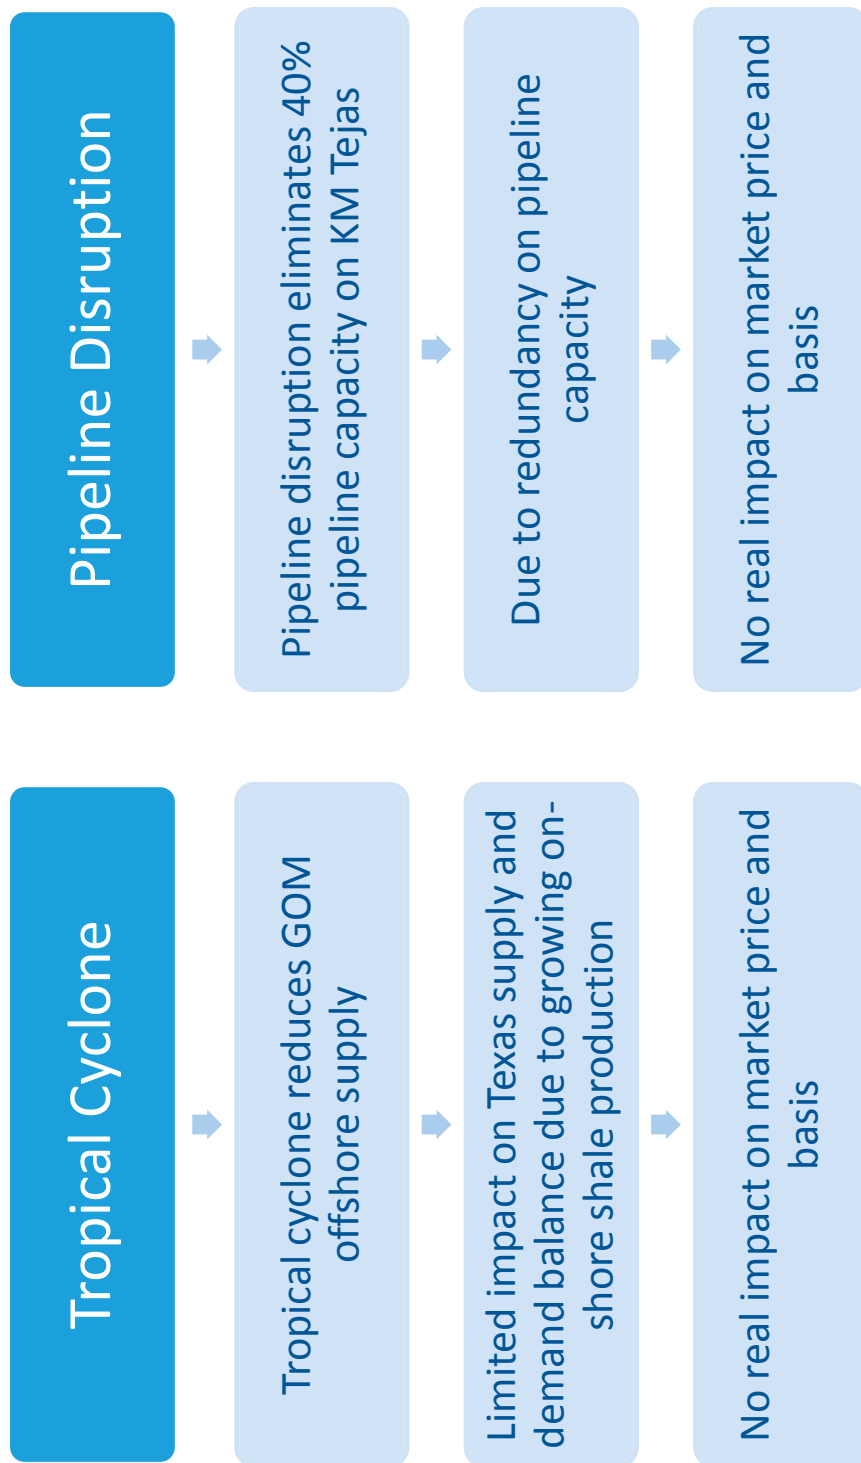 Tropical Cyclone
Tropical cyclone reduces GOM
offshore supply
Limited impact on Texas supply and
demand balance due to growing on-
shore shale production
No real impact on market price and
basis
Pipeline Disruption
Pipeline disruption eliminates 40%
pipeline capacity on KM Tejas
Due to redundancy on pipeline
capacity
No real impact on market price and
basis